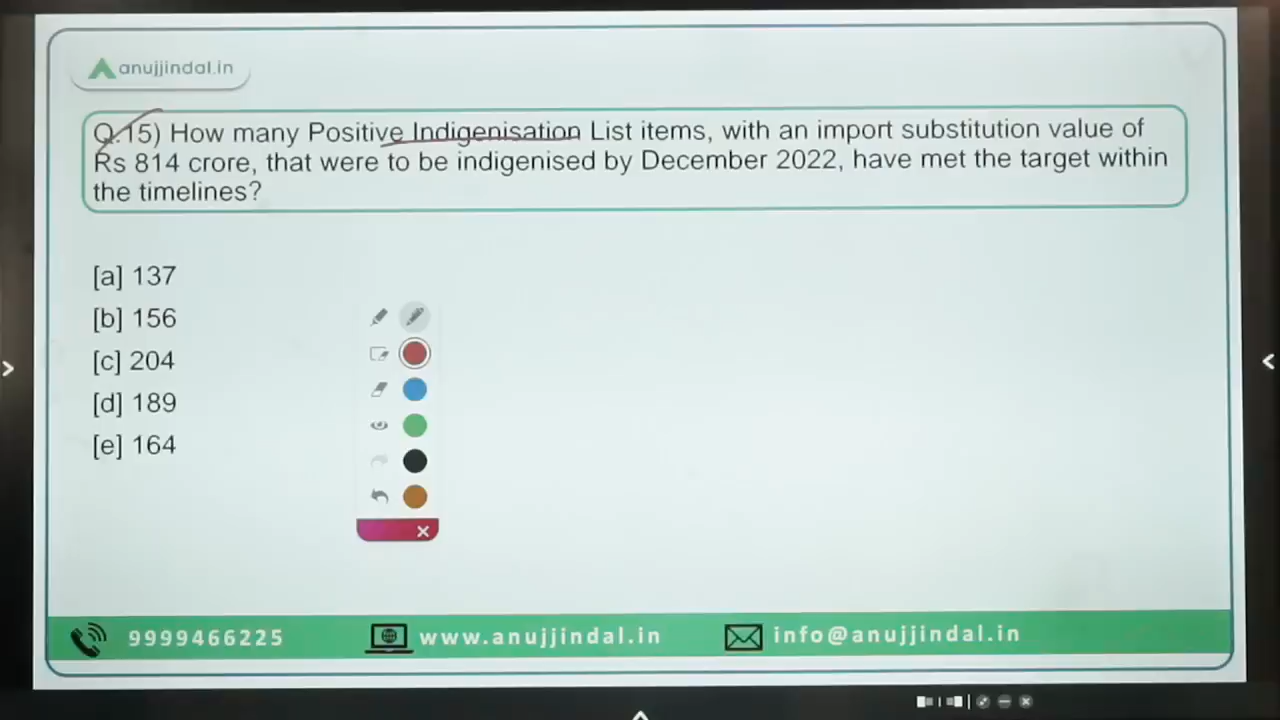 anujjindal.in
Q.15) How many Positive Indigenisation List items, with an import substitution value of
Rs 814 crore, that were to be indigenised by December 2022, have met the target within
the timelines?
[a] 137
[b] 156
[c] 204
[d] 189
[e] 164
9999466225
www.anujjindal.in
info@anujjindal.in